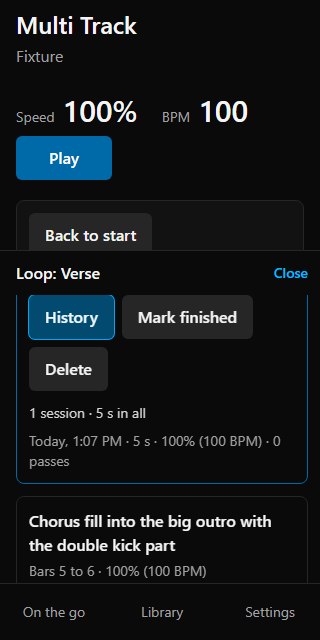 Multi Track
Fixture
Speed 100% BPM 100
Play
Back to start
Loop: Verse Close
History Mark finished
Delete
1 session · 5 s in all
Today, 1:07 PM · 5 s · 100% (100 BPM) · 0
passes
Chorus fill into the big outro with
the double kick part
Bars 5 to 6 · 100% (100 BPM)
On the go Library Settings